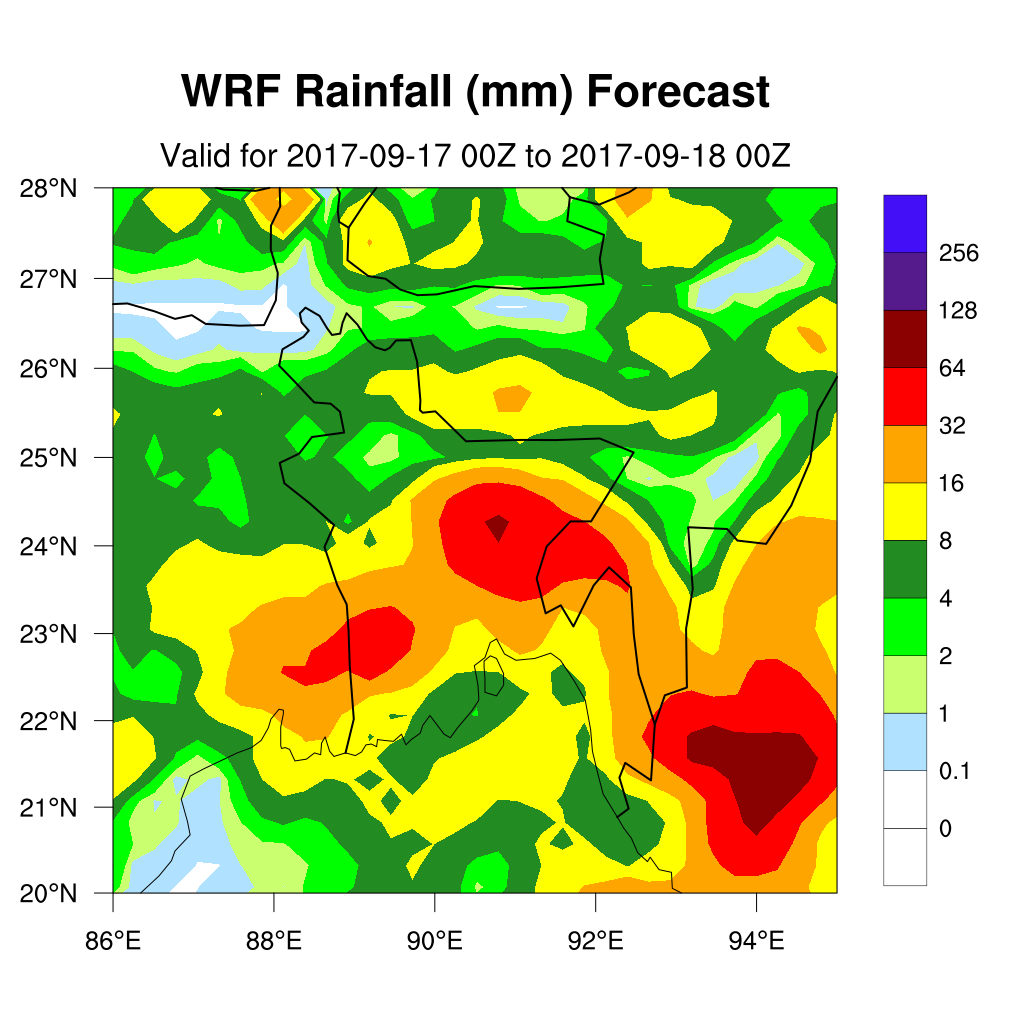 WRF Rainfall (mm) Forecast
Valid for 2017-09-17 00Z to 2017-09-18 00Z
28°N
27°N
26°N
25°N
24°N
23°N
22°N
21°N
20°N
86°E 88°E 90°E 92°E 94°E
256
128
64
32
16
8
4
2
1
0.1
0